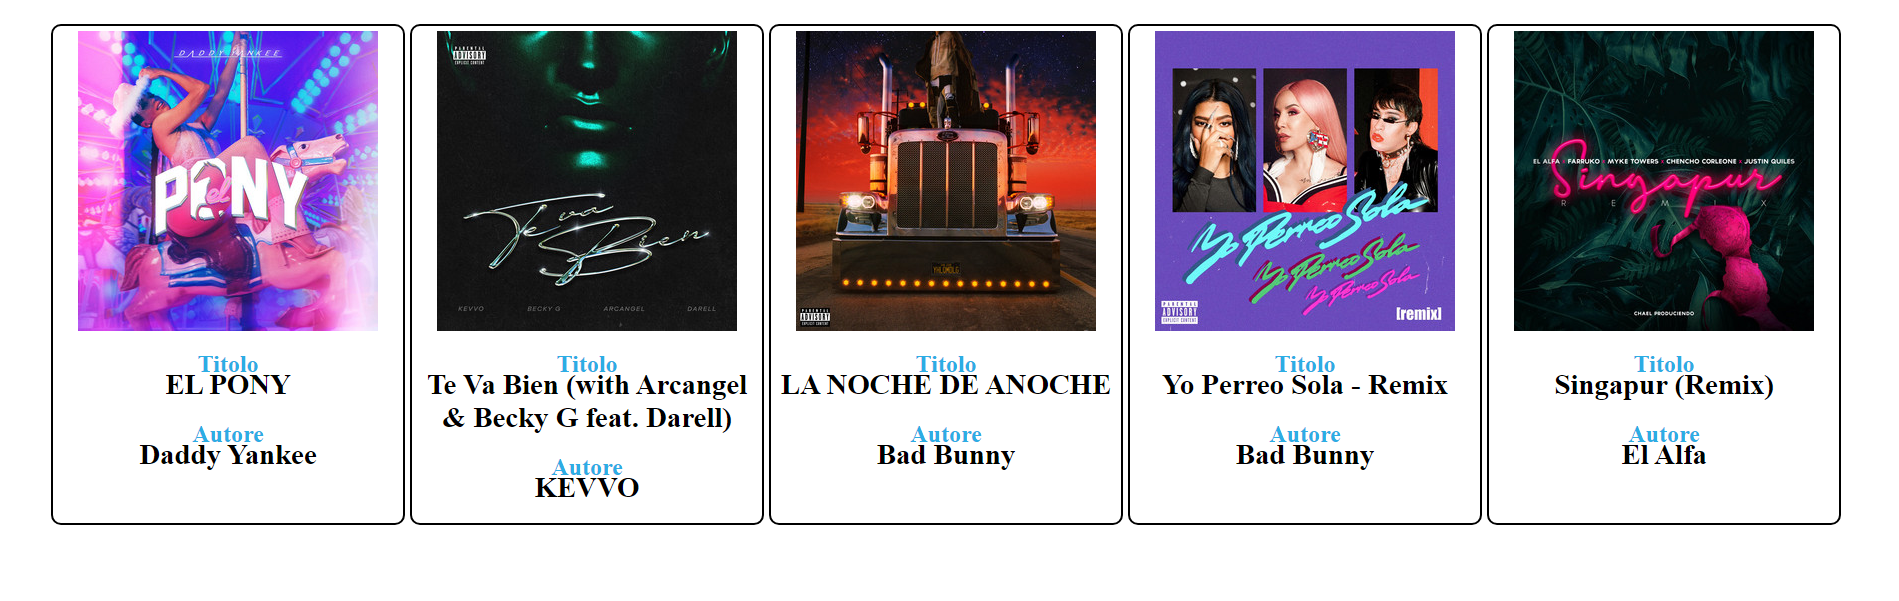 DADDY YANKEE
PONY
el
Titolo
EL PONY
Autore
Daddy Yankee
PARENTAL
ADVISORY
EXPLICIT CONTENT
Te va
Bien
KEVVO BECKY G ARCANGEL DARELL
Titolo
Te Va Bien (with Arcangel
& Becky G feat. Darell)
Autore
KEVVO
YHLQMDLG
PARENTAL
ADVISORY
EXPLICIT CONTENT
Titolo
LA NOCHE DE ANOCHE
Autore
Bad Bunny
Yo Perreo Sola
Yo Perreo Sola
Yo Perreo Sola
PARENTAL
ADVISORY
EXPLICIT CONTENT
[remix]
Titolo
Yo Perreo Sola - Remix
Autore
Bad Bunny
EL ALFA x FARRUKO x MYKE TOWERS x CHENCHO CORLEONE x JUSTIN QUILES
Singapur
REMIX
CHAEL PRODUCIENDO
Titolo
Singapur (Remix)
Autore
El Alfa